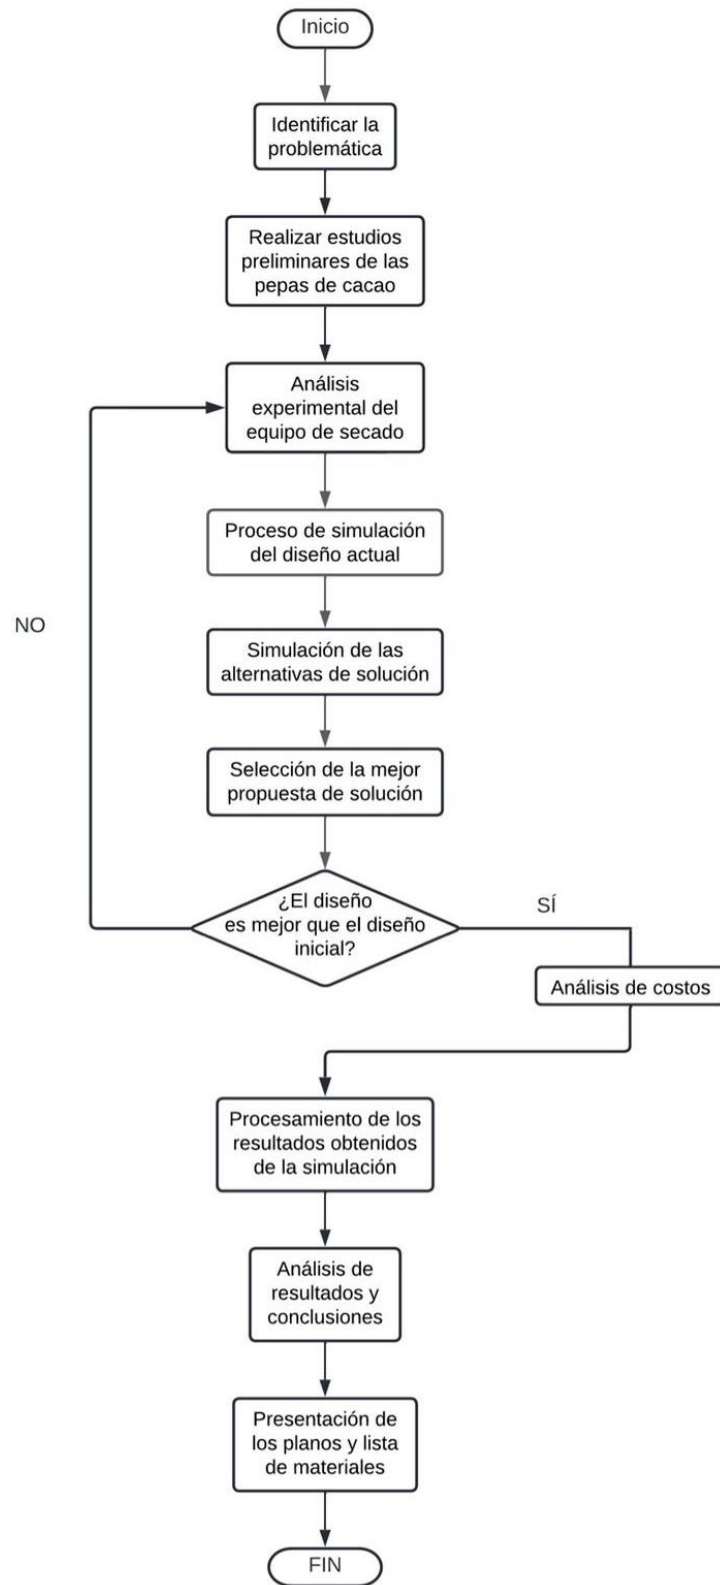 Inicio
Identificar la
problemática
Realizar estudios
preliminares de las
pepas de cacao
Análisis
experimental del
equipo de secado
Proceso de simulación
del diseño actual
NO
Simulación de las
alternativas de solución
Selección de la mejor
propuesta de solución
¿El diseño
es mejor que el diseño
inicial?
SÍ
Análisis de costos
Procesamiento de los
resultados obtenidos
de la simulación
Análisis de
resultados y
conclusiones
Presentación de
los planos y lista
de materiales
FIN